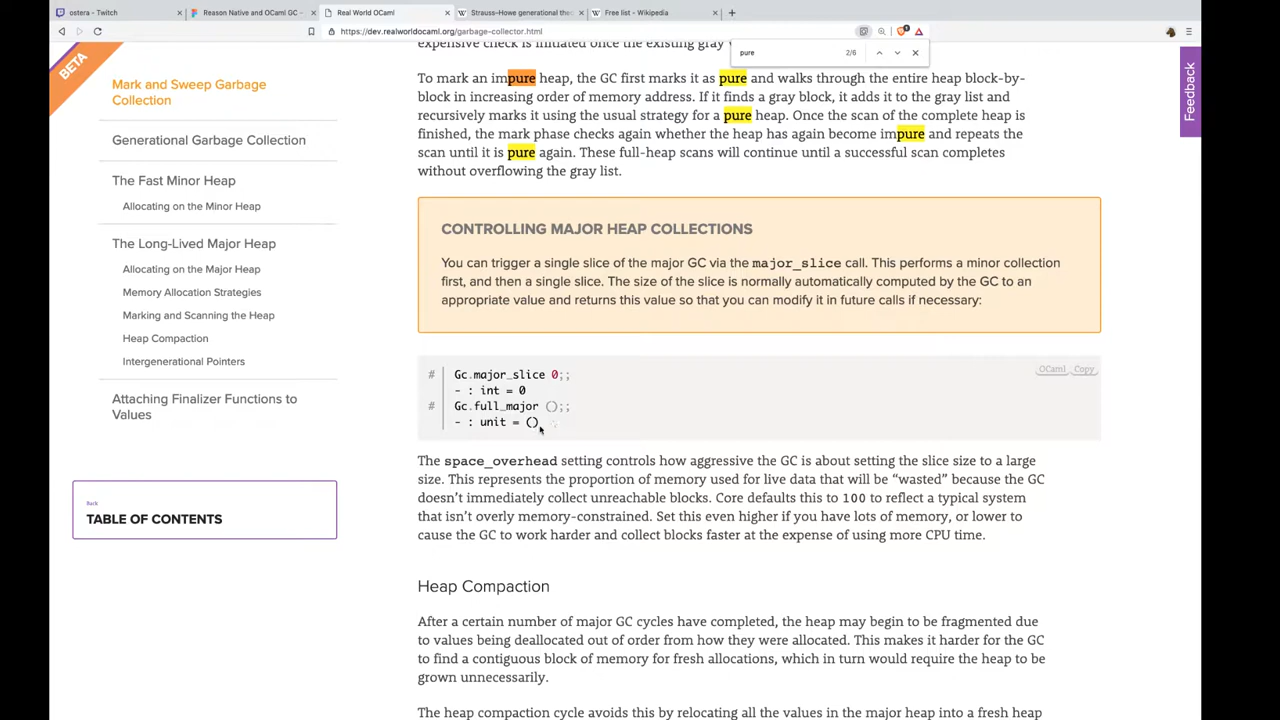 ostera - Twitch
Reason Native and OCaml GC -
Real World OCaml
Strauss–Howe generational the
Free list - Wikipedia
https://dev.realworldocaml.org/garbage-collector.html
pure
2/6
BETA
Feedback
Mark and Sweep Garbage
Collection
Generational Garbage Collection
The Fast Minor Heap
Allocating on the Minor Heap
The Long-Lived Major Heap
Allocating on the Major Heap
Memory Allocation Strategies
Marking and Scanning the Heap
Heap Compaction
Intergenerational Pointers
Attaching Finalizer Functions to
Values
Back
TABLE OF CONTENTS
expensive check is initiated once the existing gray
To mark an impure heap, the GC first marks it as pure and walks through the entire heap block-by-
block in increasing order of memory address. If it finds a gray block, it adds it to the gray list and
recursively marks it using the usual strategy for a pure heap. Once the scan of the complete heap is
finished, the mark phase checks again whether the heap has again become impure and repeats the
scan until it is pure again. These full-heap scans will continue until a successful scan completes
without overflowing the gray list.
CONTROLLING MAJOR HEAP COLLECTIONS
You can trigger a single slice of the major GC via the major_slice call. This performs a minor collection
first, and then a single slice. The size of the slice is normally automatically computed by the GC to an
appropriate value and returns this value so that you can modify it in future calls if necessary:
OCaml Copy
# Gc.major_slice 0;;
- : int = 0
# Gc.full_major ();;
- : unit = ()
The space_overhead setting controls how aggressive the GC is about setting the slice size to a large
size. This represents the proportion of memory used for live data that will be “wasted” because the GC
doesn’t immediately collect unreachable blocks. Core defaults this to 100 to reflect a typical system
that isn’t overly memory-constrained. Set this even higher if you have lots of memory, or lower to
cause the GC to work harder and collect blocks faster at the expense of using more CPU time.
Heap Compaction
After a certain number of major GC cycles have completed, the heap may begin to be fragmented due
to values being deallocated out of order from how they were allocated. This makes it harder for the GC
to find a contiguous block of memory for fresh allocations, which in turn would require the heap to be
grown unnecessarily.
The heap compaction cycle avoids this by relocating all the values in the major heap into a fresh heap